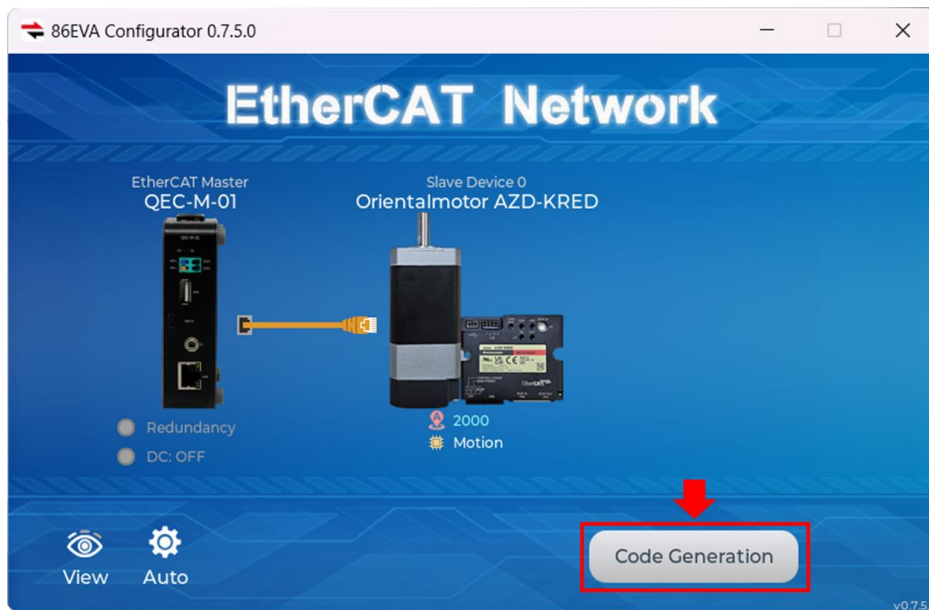 86EVA Configurator 0.7.5.0
EtherCAT Network
EtherCAT Master
QEC-M-01
Slave Device 0
Orientalmotor AZD-KRED
Redundancy
DC: OFF
2000
Motion
View
Auto
Code Generation
v0.7.5